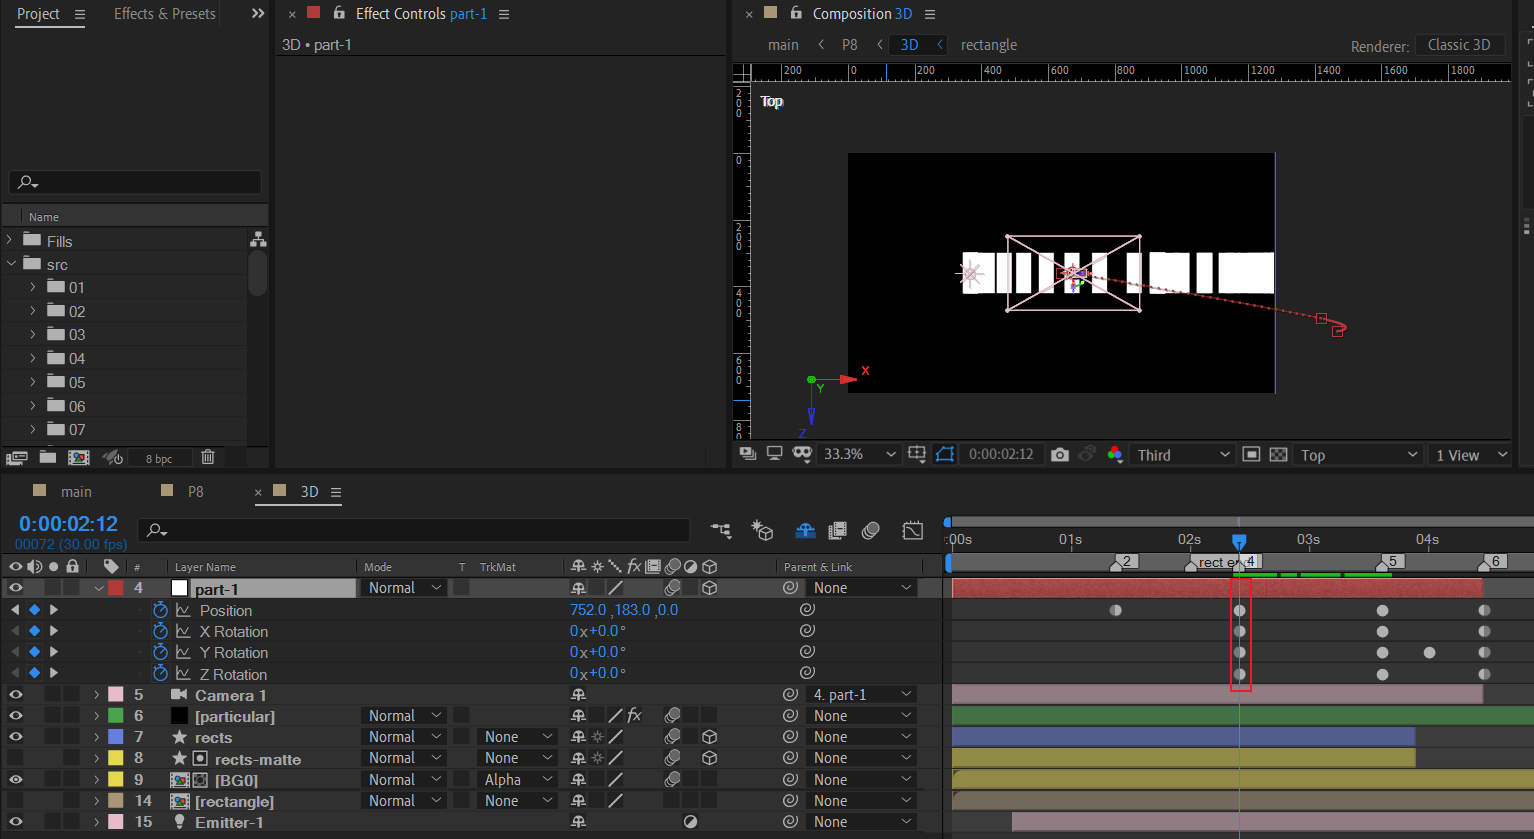 Project
Effects & Presets
Effect Controls part-1
Composition 3D
3D • part-1
main
P8
3D
rectangle
Renderer:
Classic 3D
200 0 200 400 600 800 1000 1200 1400 1600 1800
200
0
200
400
600
80
Top
X
Y
Z
Name
Fills
src
01
02
03
04
05
06
07
8 bpc
33.3%
0:00:02:12
Third
Top
1 View
main
P8
3D
0:00:02:12
00072 (30.00 fps)
:00s 01s 02s 03s 04s
2 rect e 4 5 6
# Layer Name Mode T TrkMat Parent & Link
4 part-1 Normal None
Position 752.0 ,183.0 ,0.0
X Rotation 0x+0.0°
Y Rotation 0x+0.0°
Z Rotation 0x+0.0°
5 Camera 1 4. part-1
6 [particular] Normal None
7 rects Normal None None
8 rects-matte Normal None None
9 [BG0] Normal Alpha None
14 [rectangle] Normal None None
15 Emitter-1 None